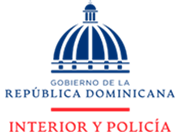 GOBIERNO DE LA
REPÚBLICA DOMINICANA
INTERIOR Y POLICÍA